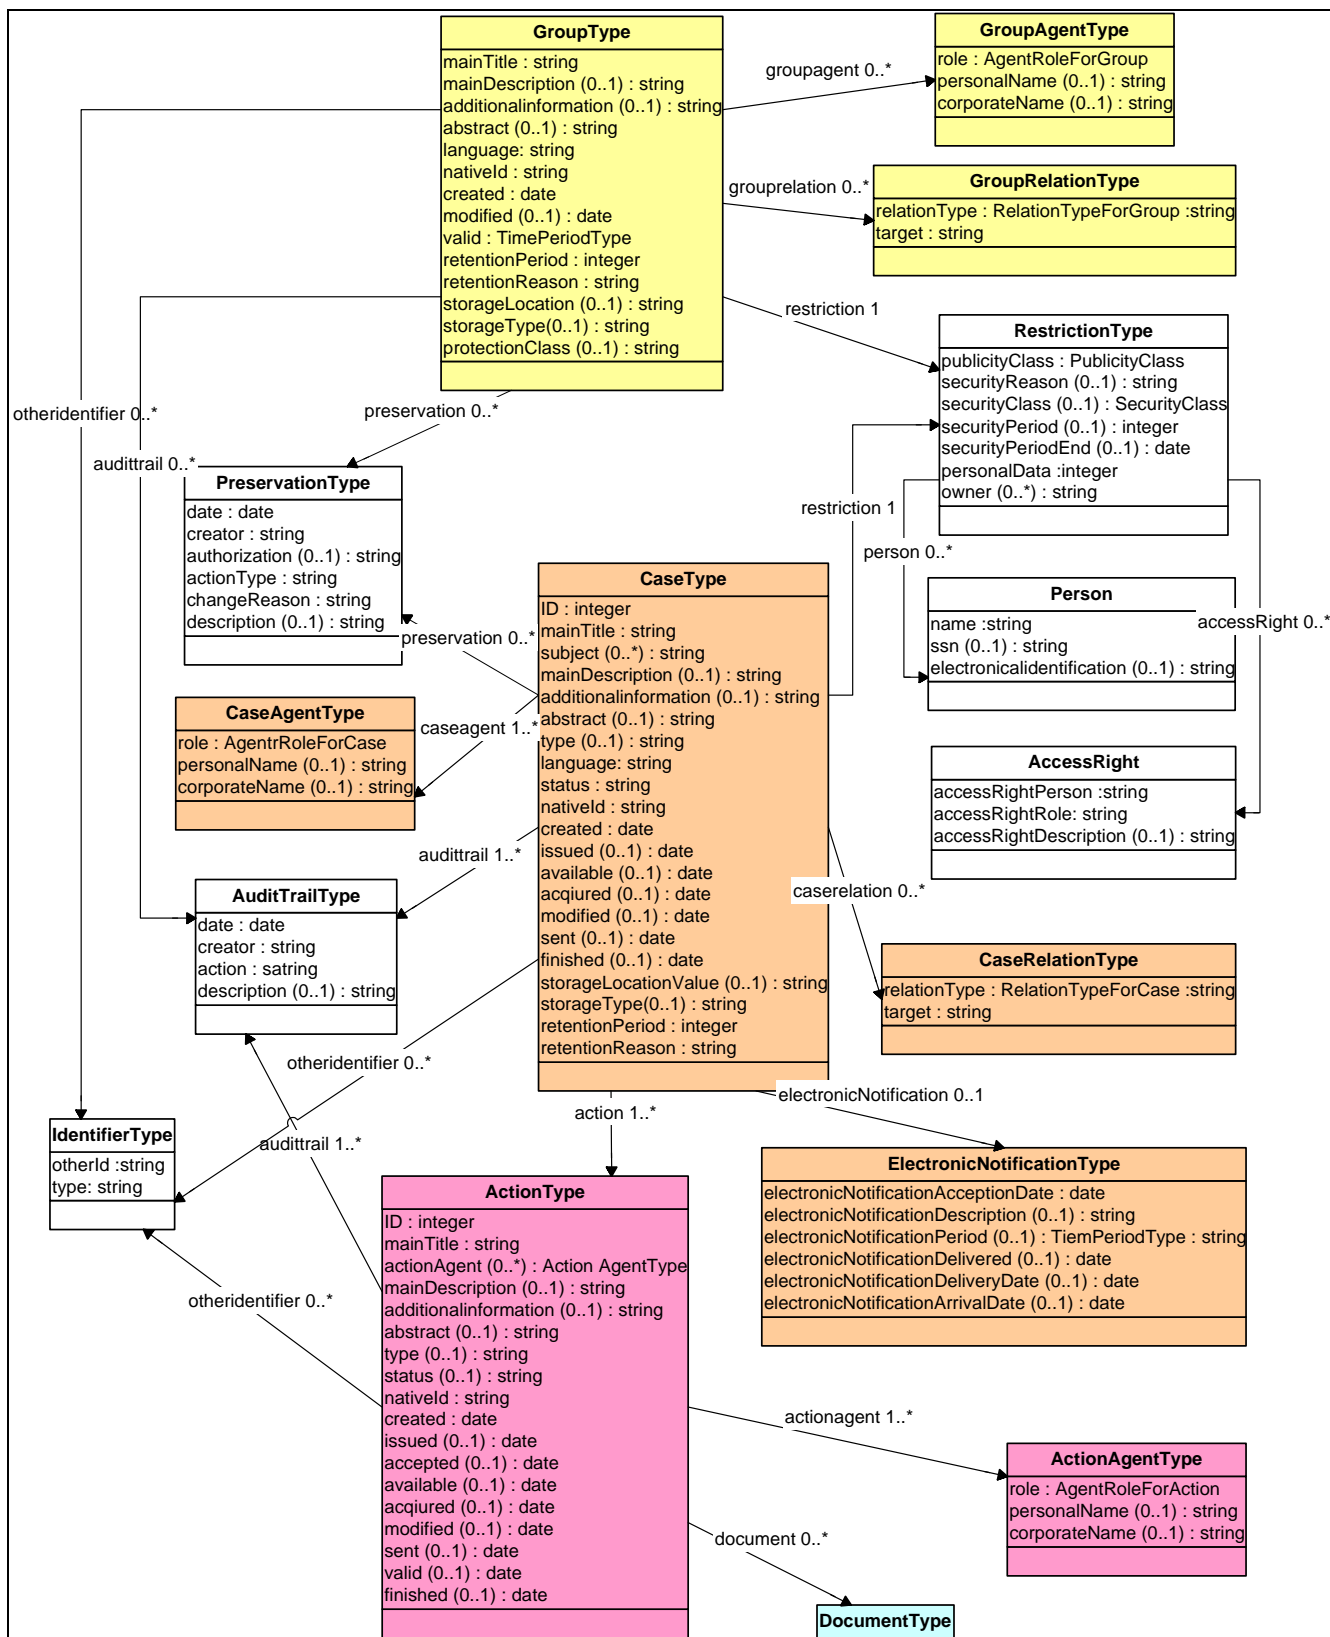 GroupType
mainTitle : string
mainDescription (0..1) : string
additionalinformation (0..1) : string
abstract (0..1) : string
language: string
nativeId : string
created : date
modified (0..1) : date
valid : TimePeriodType
retentionPeriod : integer
retentionReason : string
storageLocation (0..1) : string
storageType(0..1) : string
protectionClass (0..1) : string
groupagent 0..*
GroupAgentType
role : AgentRoleForGroup
personalName (0..1) : string
corporateName (0..1) : string
grouprelation 0..*
GroupRelationType
relationType : RelationTypeForGroup :string
target : string
restriction 1
RestrictionType
publicityClass : PublicityClass
securityReason (0..1) : string
securityClass (0..1) : SecurityClass
securityPeriod (0..1) : integer
securityPeriodEnd (0..1) : date
personalData :integer
owner (0..*) : string
otheridentifier 0..*
preservation 0..*
audittrail 0..*
PreservationType
date : date
creator : string
authorization (0..1) : string
actionType : string
changeReason : string
description (0..1) : string
restriction 1
person 0..*
accessRight 0..*
Person
name :string
ssn (0..1) : string
electronicalidentification (0..1) : string
AccessRight
accessRightPerson :string
accessRightRole: string
accessRightDescription (0..1) : string
CaseType
ID : integer
mainTitle : string
subject (0..*) : string
mainDescription (0..1) : string
additionalinformation (0..1) : string
abstract (0..1) : string
type (0..1) : string
language: string
status : string
nativeId : string
created : date
issued (0..1) : date
available (0..1) : date
acqiured (0..1) : date
modified (0..1) : date
sent (0..1) : date
finished (0..1) : date
storageLocationValue (0..1) : string
storageType(0..1) : string
retentionPeriod : integer
retentionReason : string
preservation 0..*
caseagent 1..*
CaseAgentType
role : AgentrRoleForCase
personalName (0..1) : string
corporateName (0..1) : string
audittrail 1..*
AuditTrailType
date : date
creator : string
action : satring
description (0..1) : string
caserelation 0..*
CaseRelationType
relationType : RelationTypeForCase :string
target : string
otheridentifier 0..*
action 1..*
electronicNotification 0..1
ElectronicNotificationType
electronicNotificationAcceptionDate : date
electronicNotificationDescription (0..1) : string
electronicNotificationPeriod (0..1) : TiemPeriodType : string
electronicNotificationDelivered (0..1) : date
electronicNotificationDeliveryDate (0..1) : date
electronicNotificationArrivalDate (0..1) : date
IdentifierType
otherId :string
type: string
audittrail 1..*
otheridentifier 0..*
ActionType
ID : integer
mainTitle : string
actionAgent (0..*) : Action AgentType
mainDescription (0..1) : string
additionalinformation (0..1) : string
abstract (0..1) : string
type (0..1) : string
status (0..1) : string
nativeId : string
created : date
issued (0..1) : date
accepted (0..1) : date
available (0..1) : date
acqiured (0..1) : date
modified (0..1) : date
sent (0..1) : date
valid (0..1) : date
finished (0..1) : date
actionagent 1..*
ActionAgentType
role : AgentRoleForAction
personalName (0..1) : string
corporateName (0..1) : string
document 0..*
DocumentType